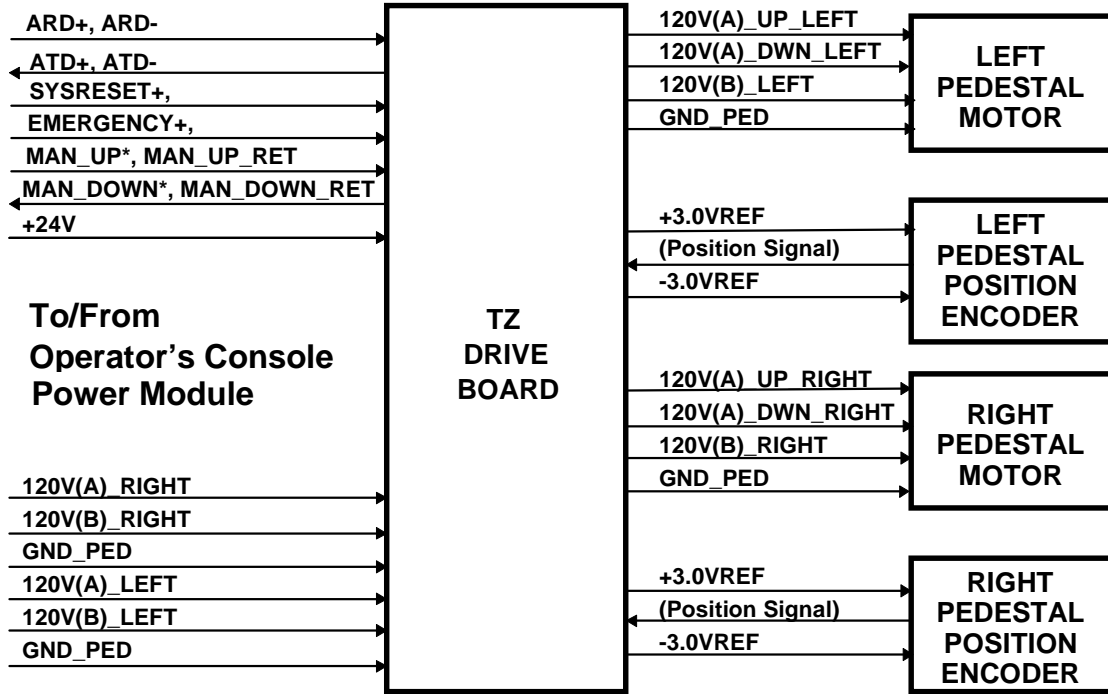 ARD+, ARD-
ATD+, ATD-
SYSRESET+,
EMERGENCY+,
MAN_UP*, MAN_UP_RET
MAN_DOWN*, MAN_DOWN_RET
+24V
To/From
Operator's Console
Power Module
120V(A)_RIGHT
120V(B)_RIGHT
GND_PED
120V(A)_LEFT
120V(B)_LEFT
GND_PED
TZ
DRIVE
BOARD
120V(A)_UP_LEFT
120V(A)_DWN_LEFT
120V(B)_LEFT
GND_PED
LEFT
PEDESTAL
MOTOR
+3.0VREF
(Position Signal)
-3.0VREF
LEFT
PEDESTAL
POSITION
ENCODER
120V(A)_UP_RIGHT
120V(A)_DWN_RIGHT
120V(B)_RIGHT
GND_PED
RIGHT
PEDESTAL
MOTOR
+3.0VREF
(Position Signal)
-3.0VREF
RIGHT
PEDESTAL
POSITION
ENCODER